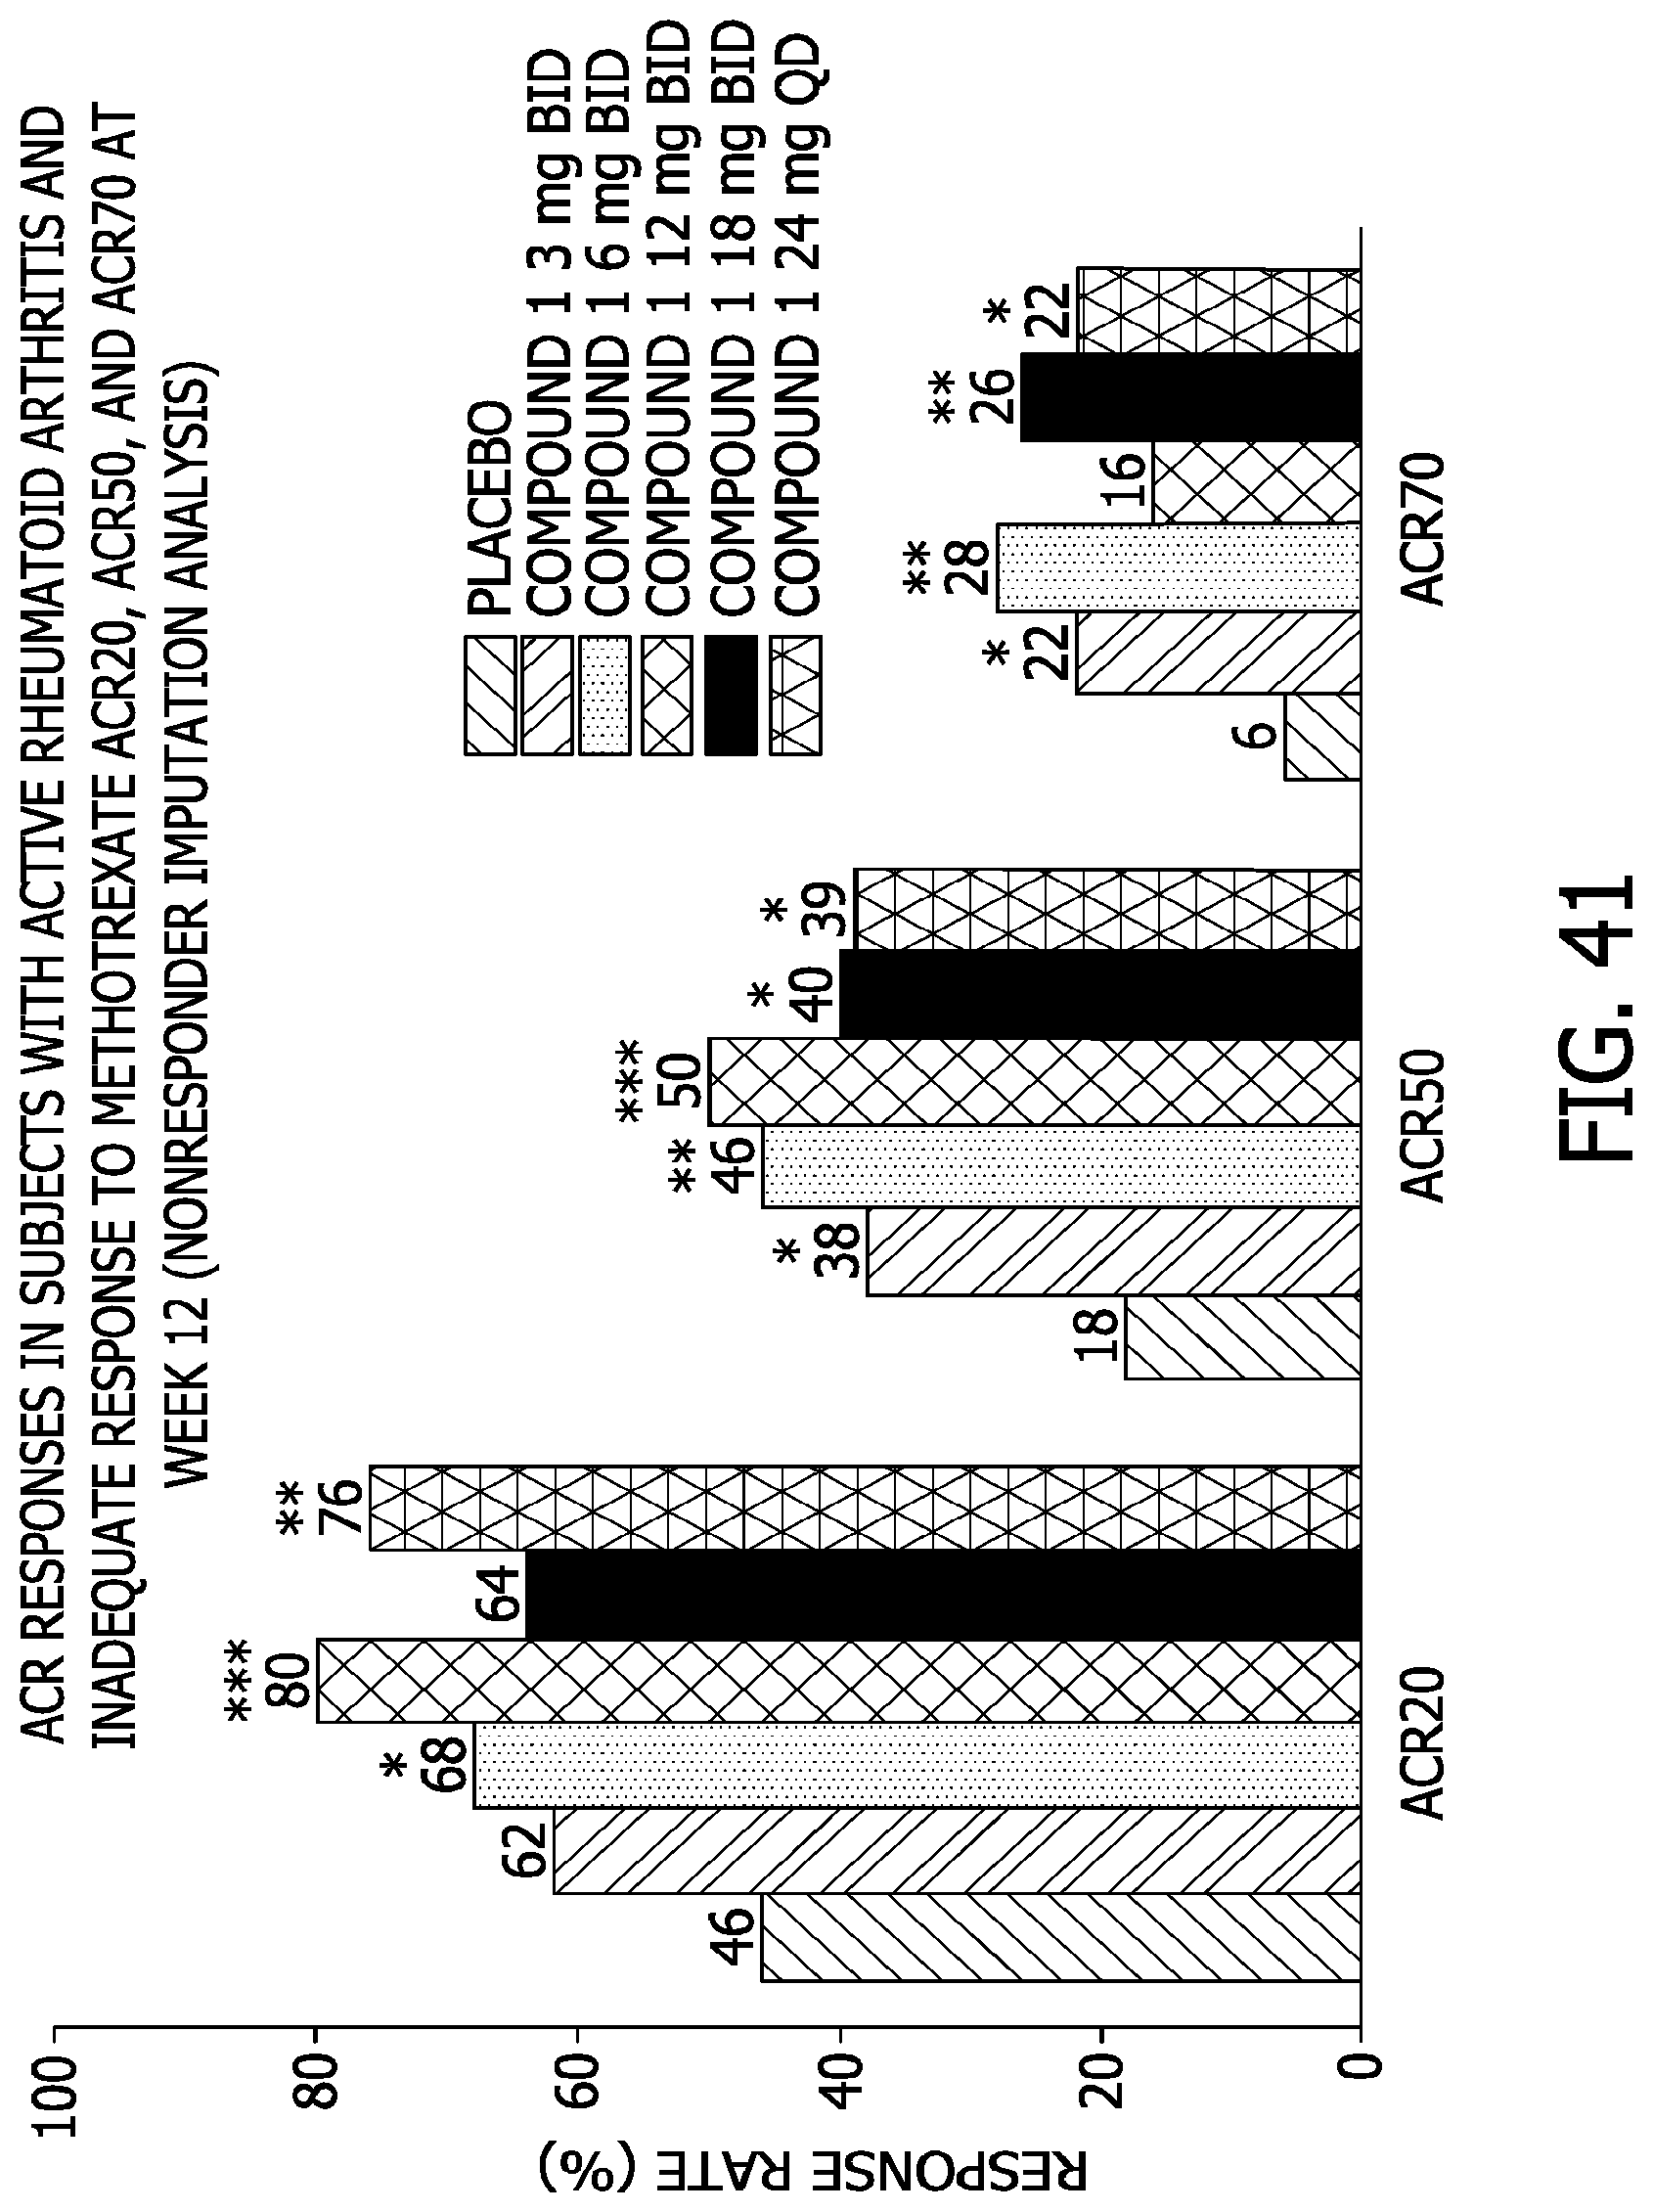 ACR RESPONSES IN SUBJECTS WITH ACTIVE RHEUMATOID ARTHRITIS AND
INADEQUATE RESPONSE TO METHOTREXATE ACR20, ACR50, AND ACR70 AT
WEEK 12 (NONRESPONDER IMPUTATION ANALYSIS)
PLACEBO
COMPOUND 1 3 mg BID
COMPOUND 1 6 mg BID
COMPOUND 1 12 mg BID
COMPOUND 1 18 mg BID
COMPOUND 1 24 mg QD
RESPONSE RATE (%)
100
80
60
40
20
0
46
62
*
68
***
80
64
**
76
ACR20
18
*
38
**
46
***
50
*
40
*
39
ACR50
6
*
22
**
28
16
**
26
*
22
ACR70
FIG. 41